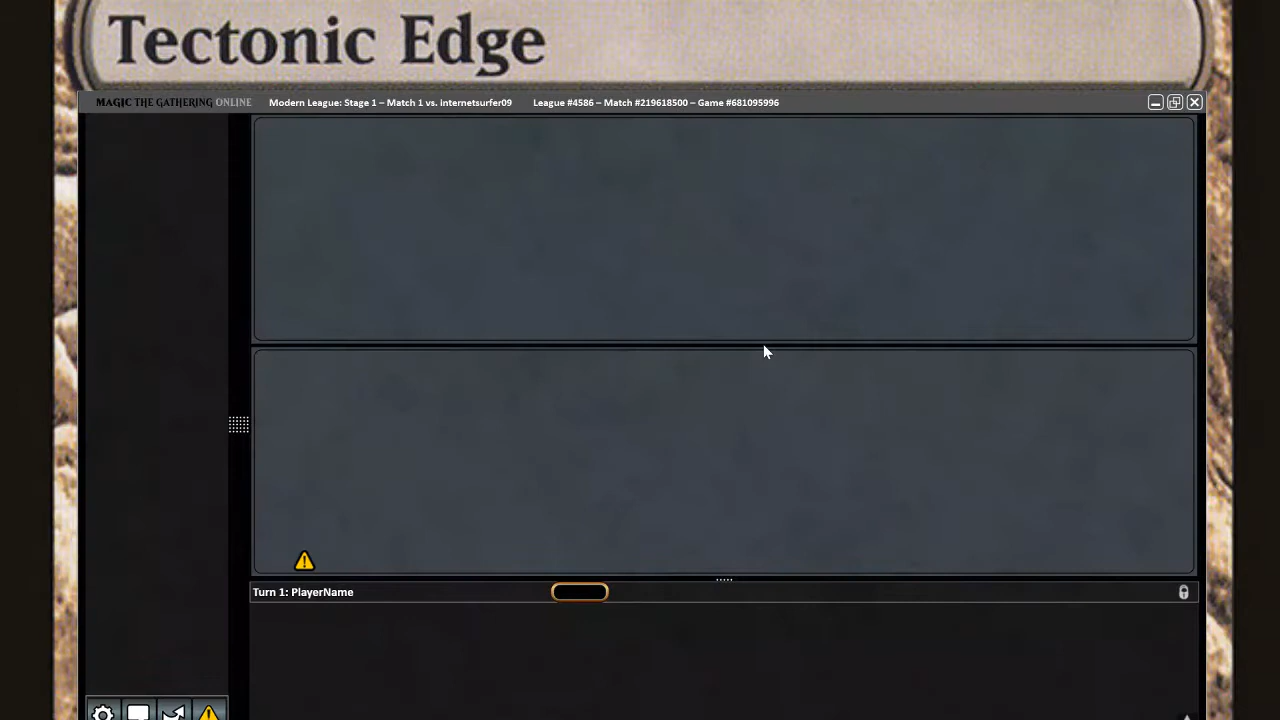 Tectonic Edge
MAGIC THE GATHERING ONLINE Modern League: Stage 1 – Match 1 vs. Internetsurfer09 League #4586 – Match #219618500 – Game #681095996
Turn 1: PlayerName